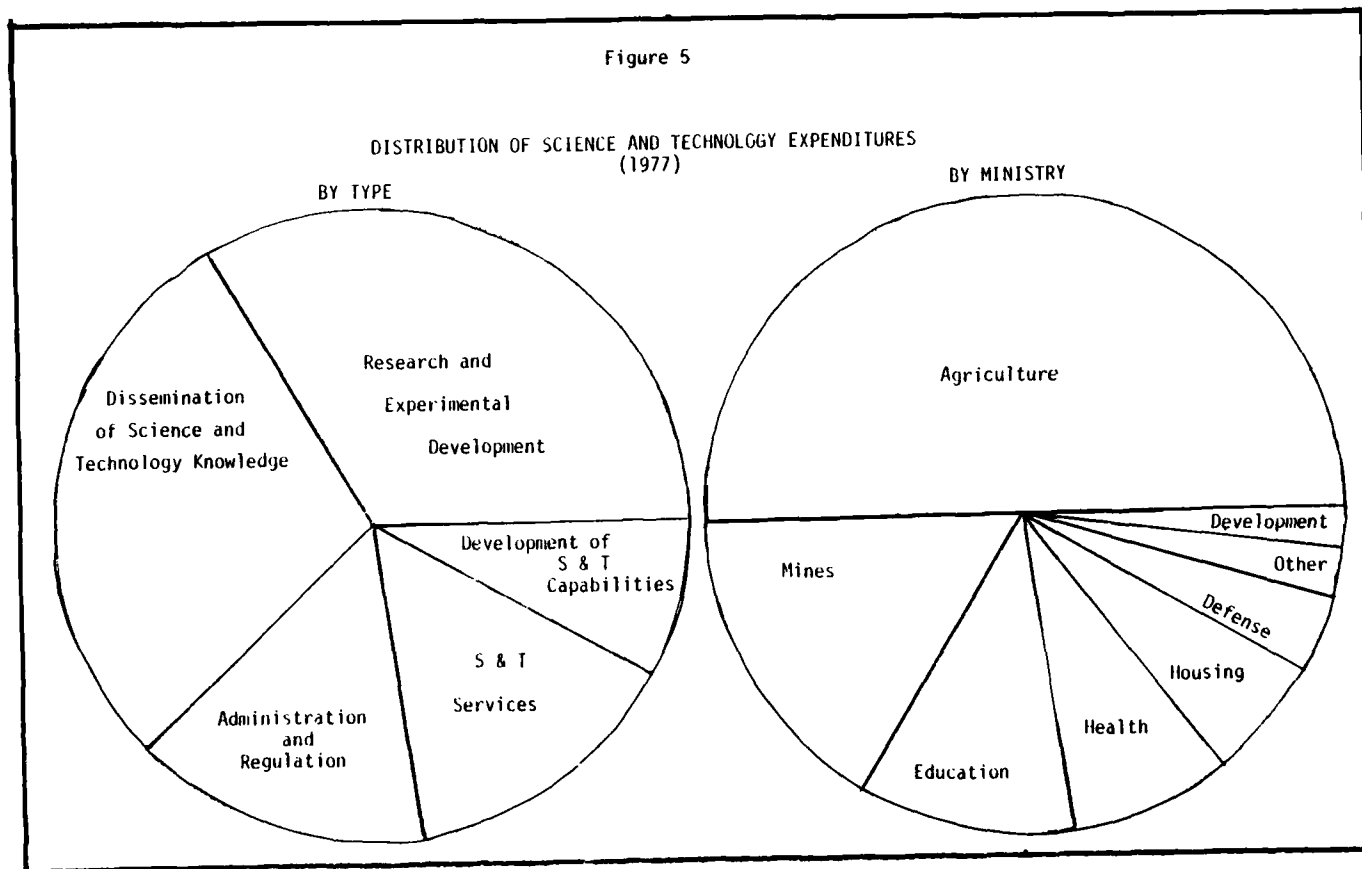 Figure 5
DISTRIBUTION OF SCIENCE AND TECHNOLOGY EXPENDITURES
(1977)
BY TYPE
Research and
Experimental
Development
Dissemination
of Science and
Technology Knowledge
Development of
S & T
Capabilities
S & T
Services
Administration
and
Regulation
BY MINISTRY
Agriculture
Development
Other
Defense
Housing
Health
Education
Mines